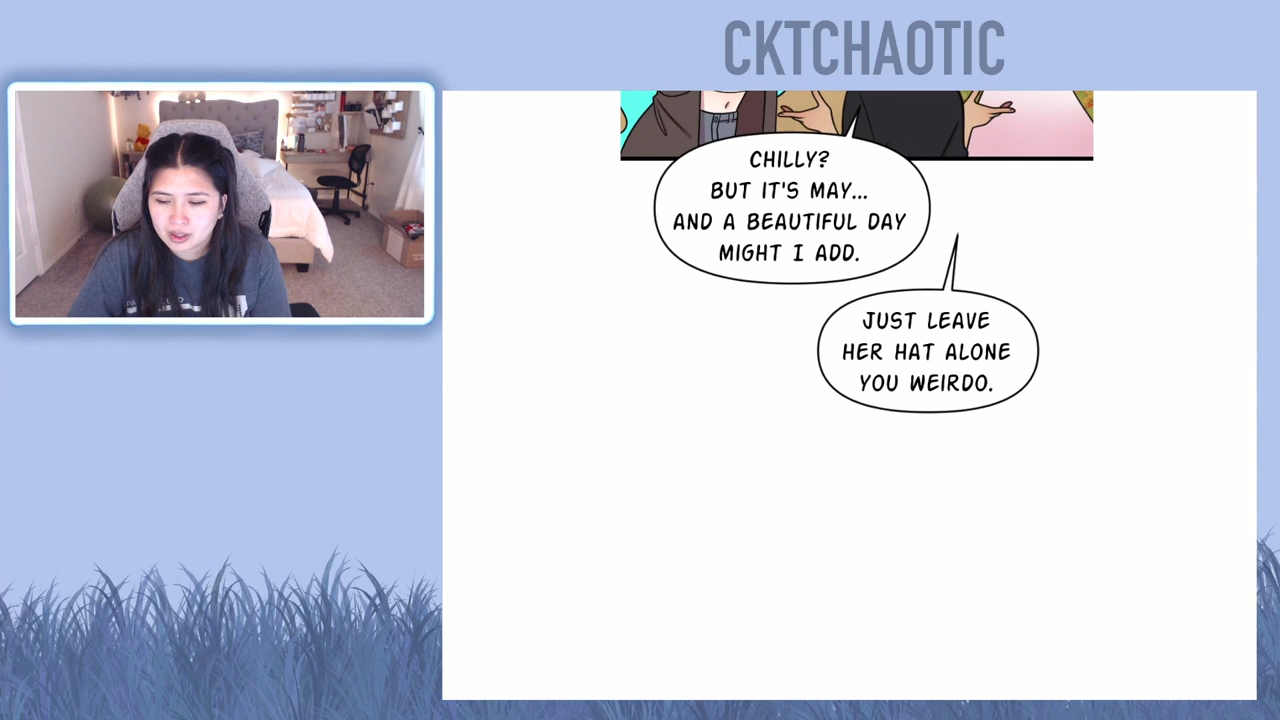 CKTCHAOTIC
CHILLY?
BUT IT'S MAY...
AND A BEAUTIFUL DAY
MIGHT I ADD.
JUST LEAVE
HER HAT ALONE
YOU WEIRDO.